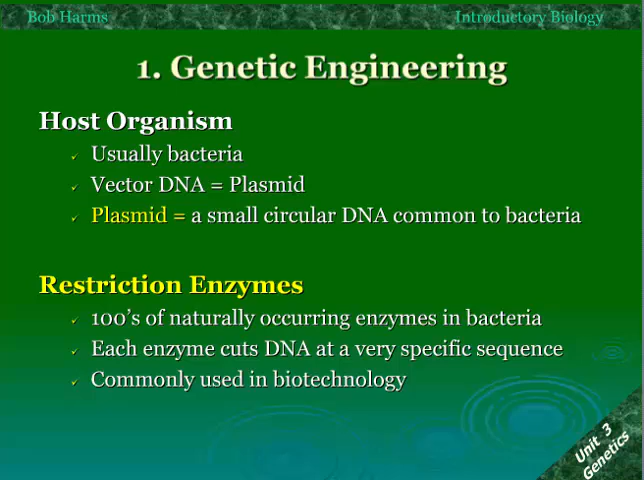 Bob Harms
Introductory Biology
1. Genetic Engineering
Host Organism
Usually bacteria
Vector DNA = Plasmid
Plasmid = a small circular DNA common to bacteria
Restriction Enzymes
100’s of naturally occurring enzymes in bacteria
Each enzyme cuts DNA at a very specific sequence
Commonly used in biotechnology
Unit 3
Genetics